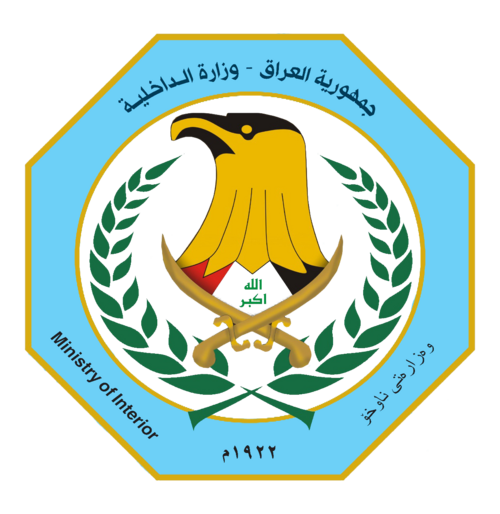 جمهورية العراق - وزارة الداخلية
الله
اكبر
Ministry of Interior
وەزارەتی ناوخۆ
١٩٢٢م